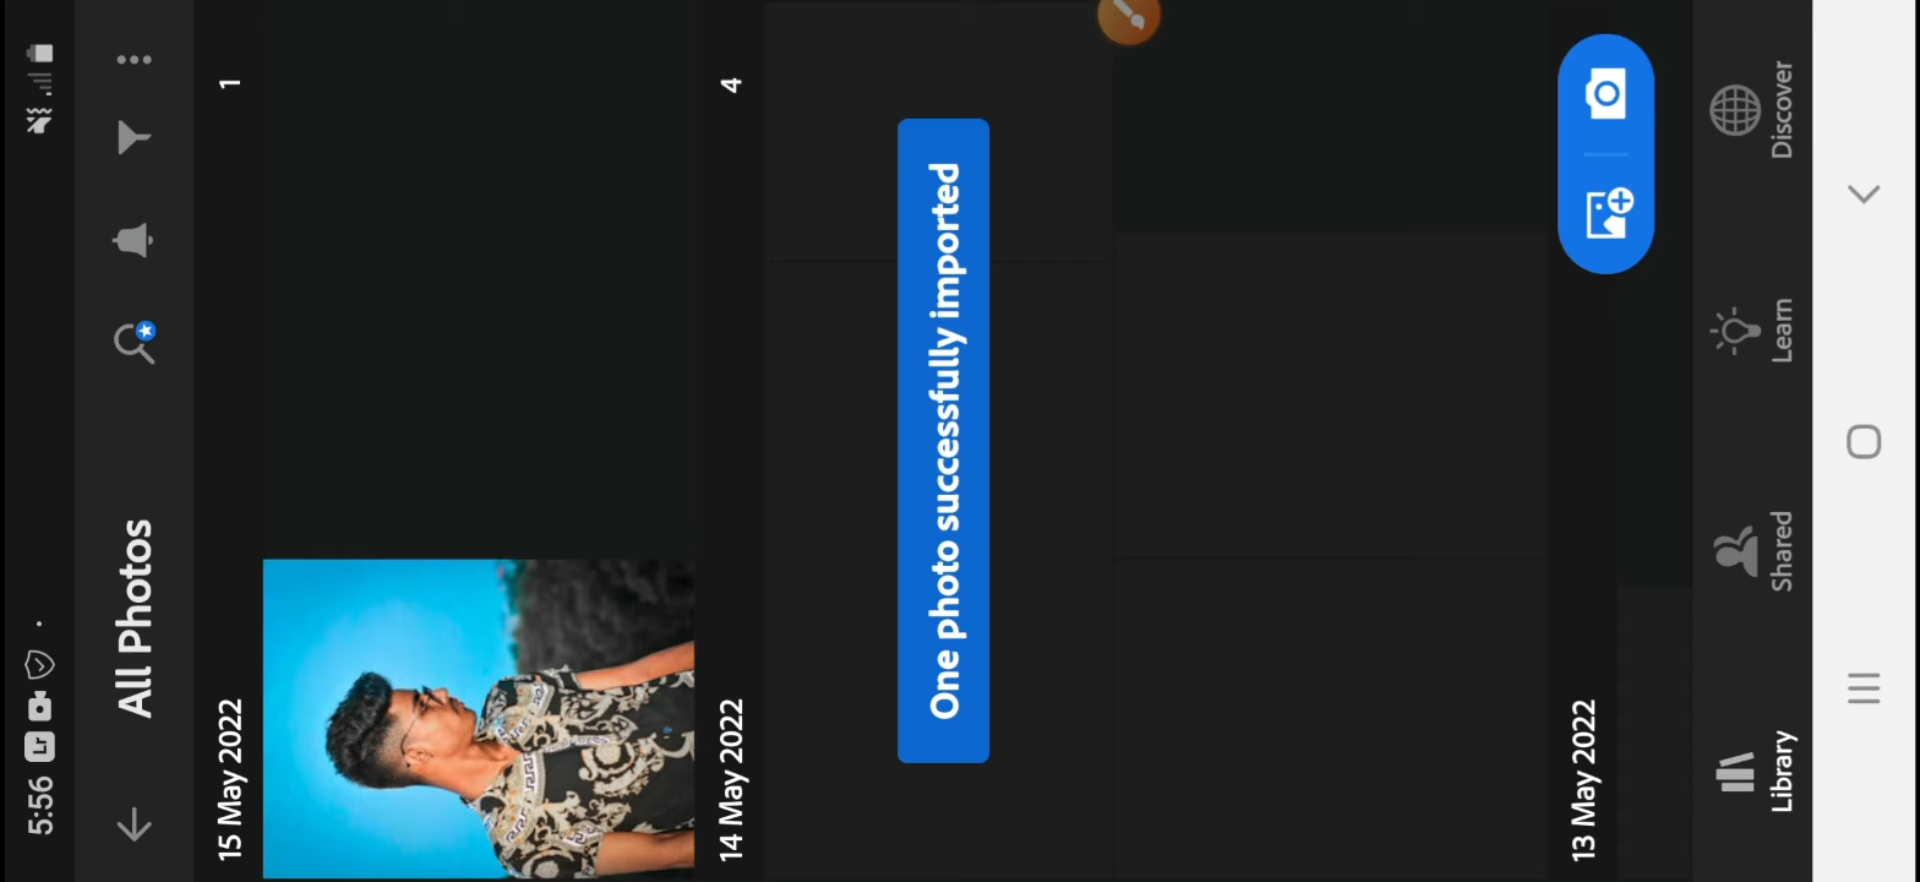 5:56 Lr
All Photos
15 May 2022 1
14 May 2022 4
One photo successfully imported
13 May 2022
Library Shared Learn Discover